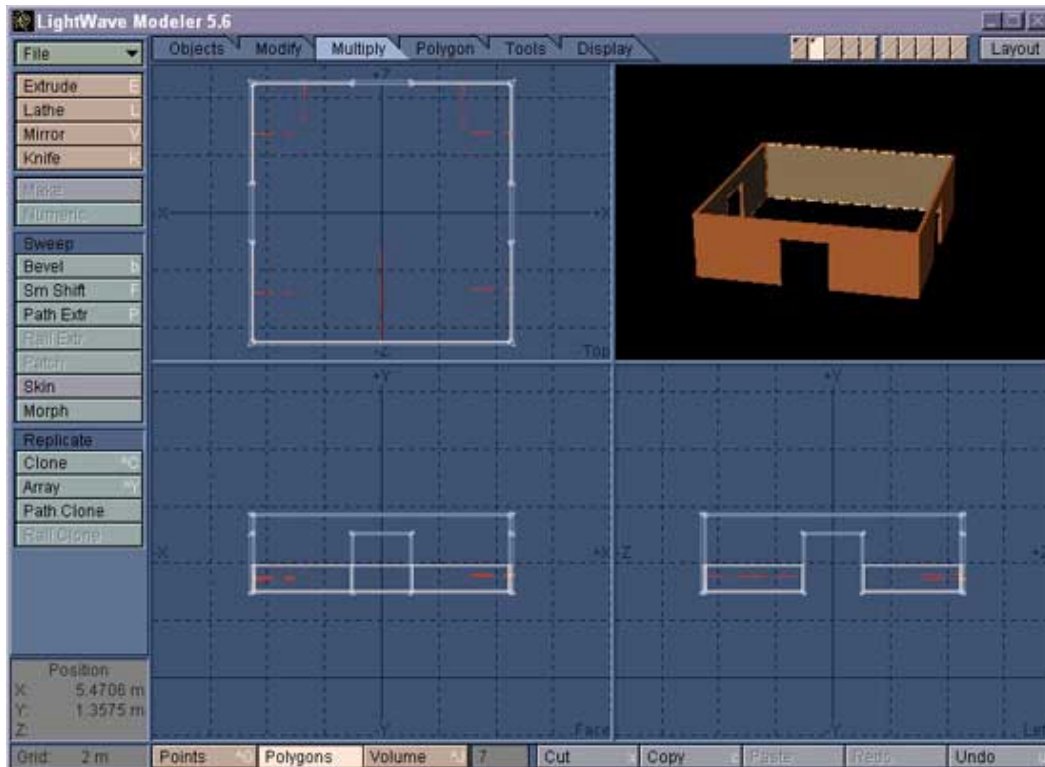 LightWave Modeler 5.6
File
Objects Modify Multiply Polygon Tools Display
Layout
Extrude E
Lathe L
Mirror V
Knife K
Make
Numeric
Sweep
Bevel b
Sm Shift F
Path Extr P
Rail Extr
Patch
Skin
Morph
Replicate
Clone ^C
Array ^Y
Path Clone
Rail Clone
+Z
-X +X
-Z
Top
+Y
-X +X
-Y
Face
+Y
-Z +Z
-Y
Left
Position
X: 5.4706 m
Y: 1.3575 m
Z:
Grid: 2 m
Points Polygons Volume 7 Cut Copy Paste Redo Undo